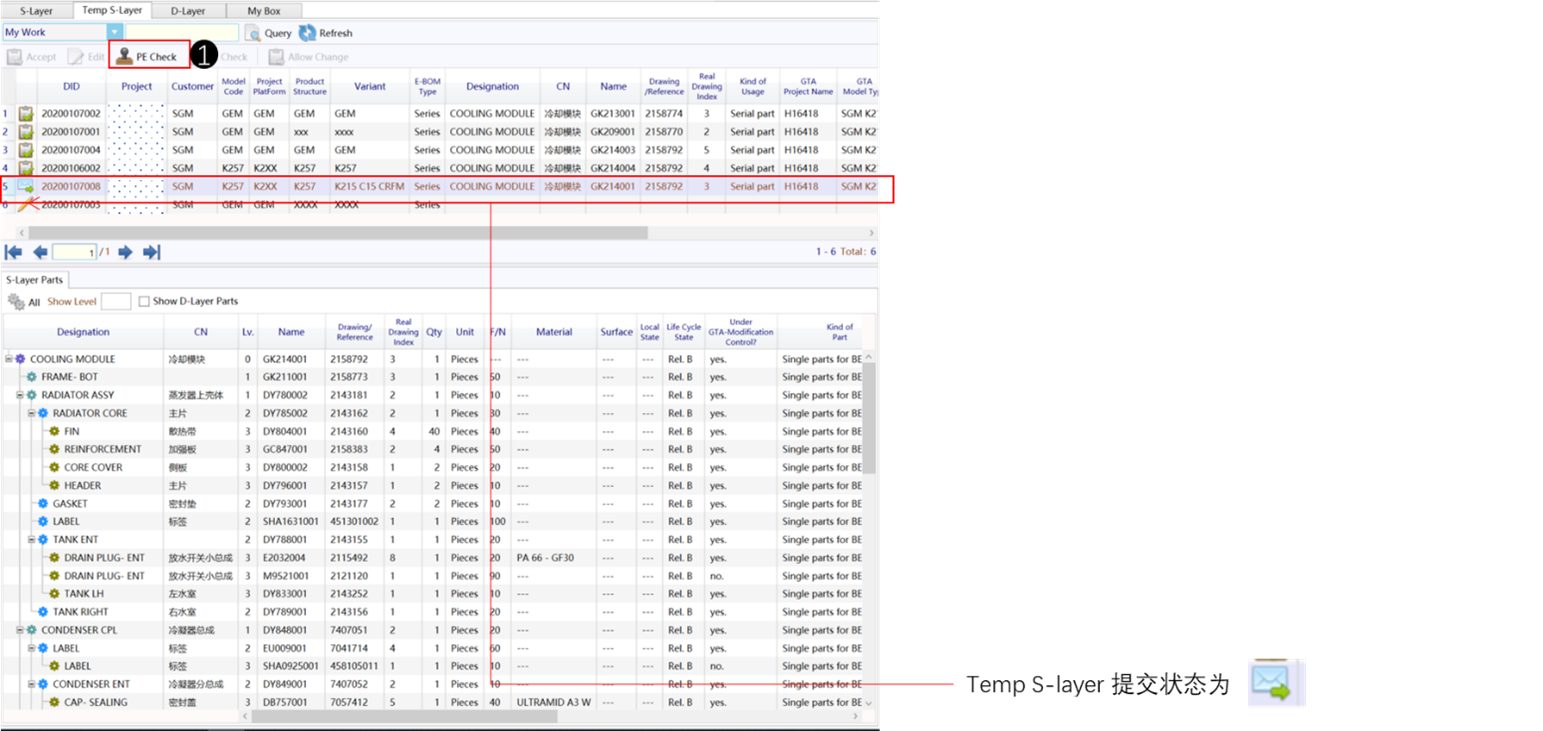 S-Layer Temp S-Layer D-Layer My Box
My Work Query Refresh
Accept Edit PE Check 1 Check Allow Change
DID Project Customer Model Code Project PlatForm Product Structure Variant E-BOM Type Designation CN Name Drawing /Reference Real Drawing Index Kind of Usage GTA Project Name GTA Model Ty
1 20200107002 SGM GEM GEM GEM GEM Series COOLING MODULE 冷却模块 GK213001 2158774 3 Serial part H16418 SGM K2
2 20200107001 SGM GEM GEM xxx xxxx Series COOLING MODULE 冷却模块 GK209001 2158770 2 Serial part H16418 SGM K2
3 20200107004 SGM GEM GEM GEM GEM Series COOLING MODULE 冷却模块 GK214003 2158792 5 Serial part H16418 SGM K2
4 20200106002 SGM K257 K2XX K257 K257 Series COOLING MODULE 冷却模块 GK214004 2158792 4 Serial part H16418 SGM K2
5 20200107008 SGM K257 K2XX K257 K215 C15 CRFM Series COOLING MODULE 冷却模块 GK214001 2158792 3 Serial part H16418 SGM K2
6 20200107003 SGM GEM GEM XXXX XXXX Series
1 /1 1 - 6 Total: 6
S-Layer Parts
All Show Level Show D-Layer Parts
Designation CN Lv. Name Drawing/ Reference Real Drawing Index Qty Unit F/N Material Surface Local State Life Cycle State Under GTA-Modification Control? Kind of Part
COOLING MODULE 冷却模块 0 GK214001 2158792 3 1 Pieces --- --- --- --- Rel. B yes. Single parts for BE
FRAME- BOT 1 GK211001 2158773 3 1 Pieces 50 --- --- --- Rel. B yes. Single parts for BE
RADIATOR ASSY 蒸发器上壳体 1 DY780002 2143181 2 1 Pieces 10 --- --- --- Rel. B yes. Single parts for BE
RADIATOR CORE 主片 2 DY785002 2143162 2 1 Pieces 30 --- --- --- Rel. B yes. Single parts for BE
FIN 散热带 3 DY804001 2143160 4 40 Pieces 40 --- --- --- Rel. B yes. Single parts for BE
REINFORCEMENT 加强板 3 GC847001 2158383 2 4 Pieces 50 --- --- --- Rel. B yes. Single parts for BE
CORE COVER 侧板 3 DY800002 2143158 1 2 Pieces 20 --- --- --- Rel. B yes. Single parts for BE
HEADER 主片 3 DY796001 2143157 1 2 Pieces 10 --- --- --- Rel. B yes. Single parts for BE
GASKET 密封垫 2 DY793001 2143177 2 2 Pieces 10 --- --- --- Rel. B yes. Single parts for BE
LABEL 标签 2 SHA1631001 451301002 1 1 Pieces 100 --- --- --- Rel. B yes. Single parts for BE
TANK ENT 2 DY788001 2143155 1 1 Pieces 20 --- --- --- Rel. B yes. Single parts for BE
DRAIN PLUG- ENT 放水开关小总成 3 E2032004 2115492 8 1 Pieces 20 PA 66 - GF30 --- --- Rel. B yes. Single parts for BE
DRAIN PLUG- ENT 放水开关小总成 3 M9521001 2121120 1 1 Pieces 90 --- --- --- Rel. B no. Single parts for BE
TANK LH 左水室 3 DY833001 2143252 1 1 Pieces 10 --- --- --- Rel. B yes. Single parts for BE
TANK RIGHT 右水室 2 DY789001 2143156 1 1 Pieces 20 --- --- --- Rel. B yes. Single parts for BE
CONDENSER CPL 冷凝器总成 1 DY848001 7407051 2 1 Pieces 20 --- --- --- Rel. B yes. Single parts for BE
LABEL 标签 2 EU009001 7041714 4 1 Pieces 60 --- --- --- Rel. B yes. Single parts for BE
LABEL 标签 3 SHA0925001 458105011 1 1 Pieces 10 --- --- --- Rel. B no. Single parts for BE
CONDENSER ENT 冷凝器分总成 2 DY849001 7407052 2 1 Pieces 10 --- --- --- Rel. B yes. Single parts for BE
CAP- SEALING 密封盖 3 DB757001 7057412 5 1 Pieces 40 ULTRAMID A3 W --- --- Rel. B yes. Single parts for BE
Temp S-layer 提交状态为